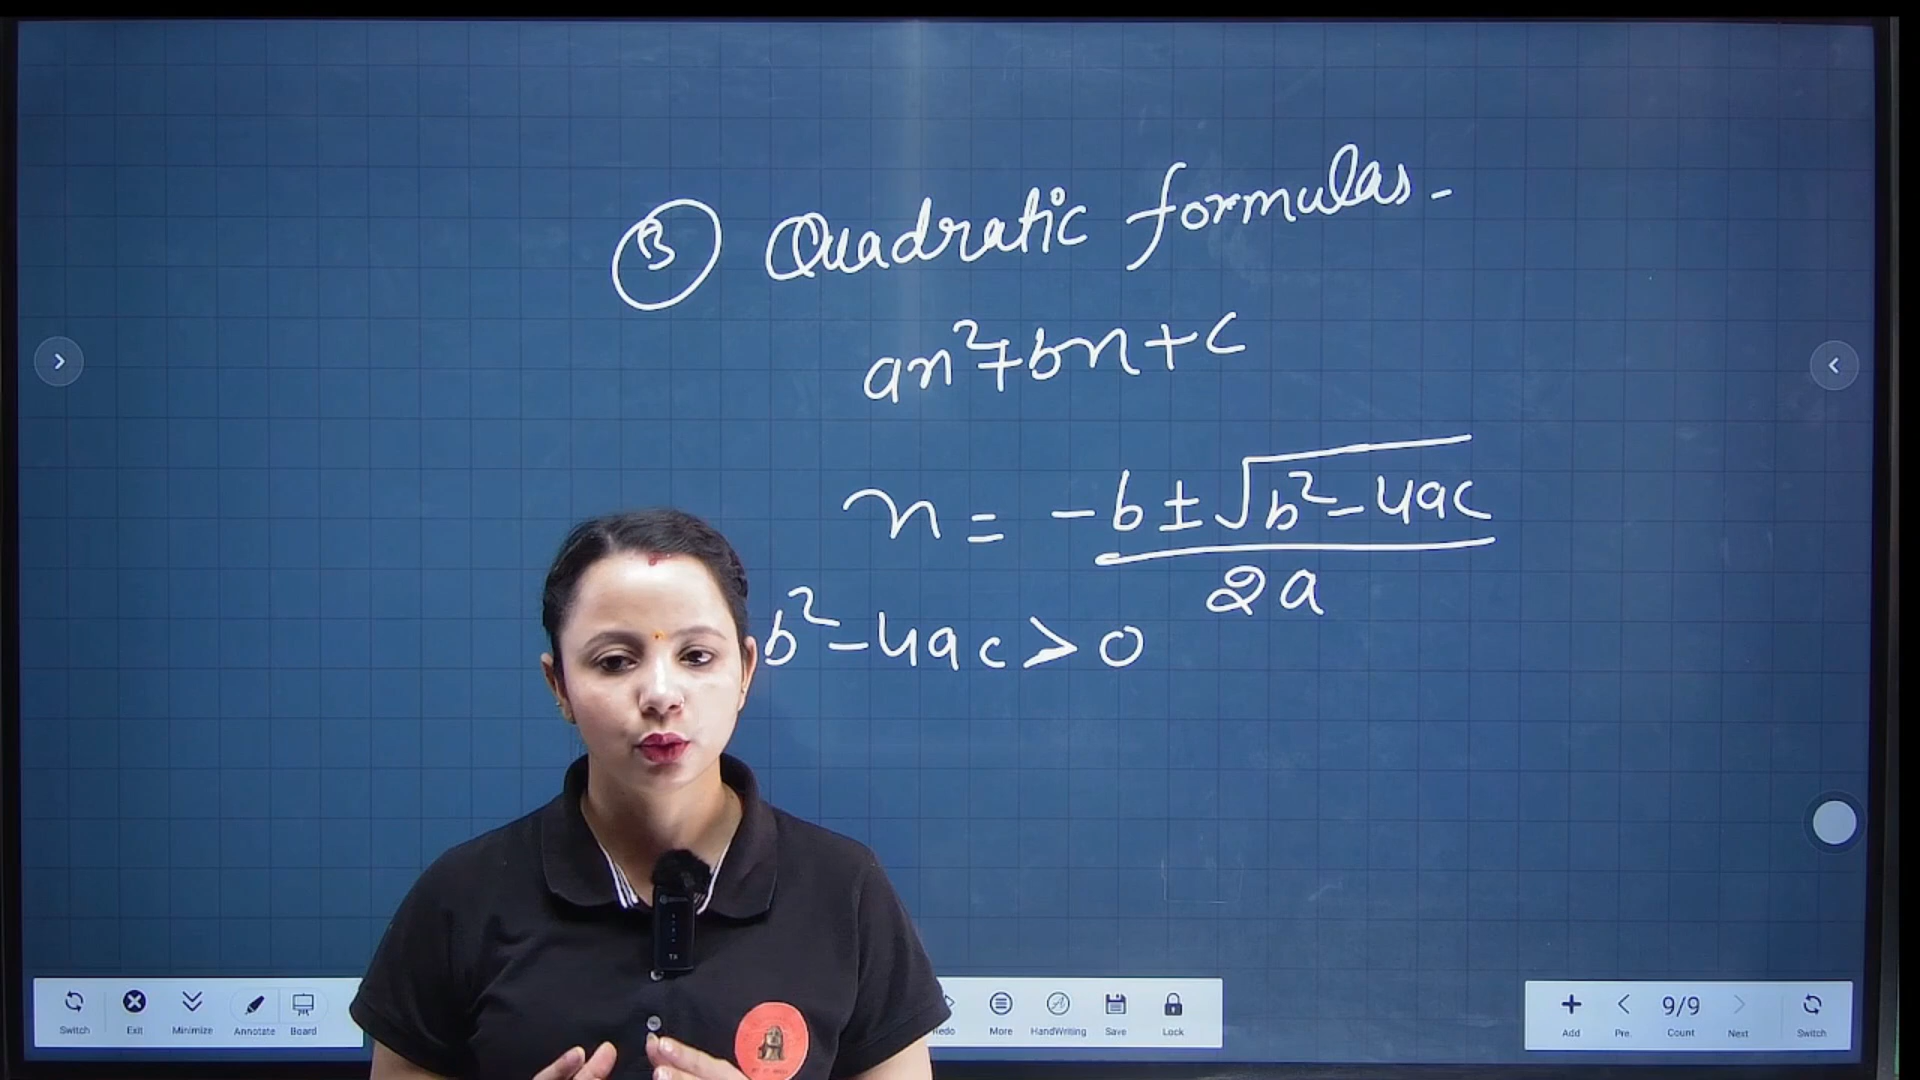 ③ Quadratic formulas -
ax²+bx+c
x = -b±√b²-4ac
2a
b²-4ac > 0
Switch Exit Minimize Annotate Board Redo More HandWriting Save Lock
9/9
Add Pre. Count Next Switch
TX